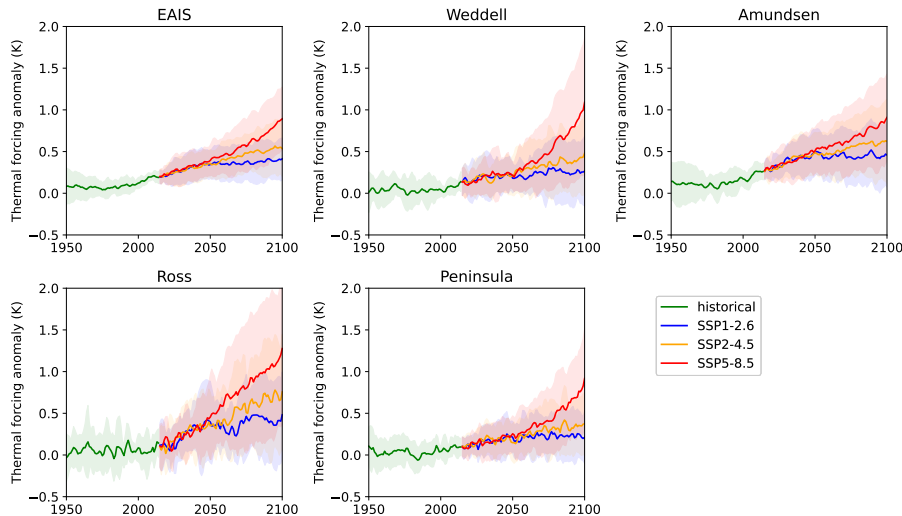 EAIS
Thermal forcing anomaly (K)
2.0
1.5
1.0
0.5
0.0
−0.5
1950 2000 2050 2100
Weddell
Thermal forcing anomaly (K)
2.0
1.5
1.0
0.5
0.0
−0.5
1950 2000 2050 2100
Amundsen
Thermal forcing anomaly (K)
2.0
1.5
1.0
0.5
0.0
−0.5
1950 2000 2050 2100
Ross
Thermal forcing anomaly (K)
2.0
1.5
1.0
0.5
0.0
−0.5
1950 2000 2050 2100
Peninsula
Thermal forcing anomaly (K)
2.0
1.5
1.0
0.5
0.0
−0.5
1950 2000 2050 2100
historical
SSP1-2.6
SSP2-4.5
SSP5-8.5